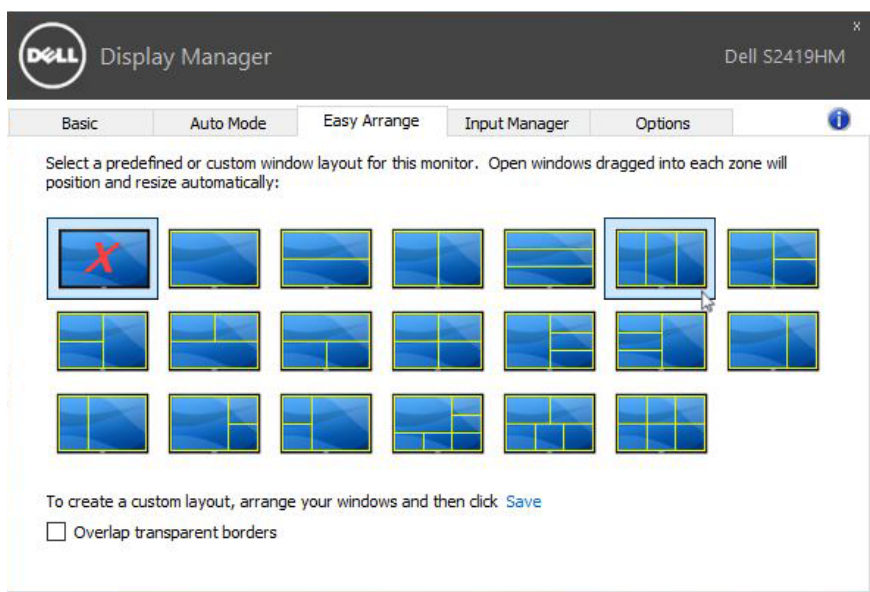 x
DELL Display Manager
Dell S2419HM
Basic Auto Mode Easy Arrange Input Manager Options i
Select a predefined or custom window layout for this monitor. Open windows dragged into each zone will
position and resize automatically:
X
To create a custom layout, arrange your windows and then click Save
Overlap transparent borders